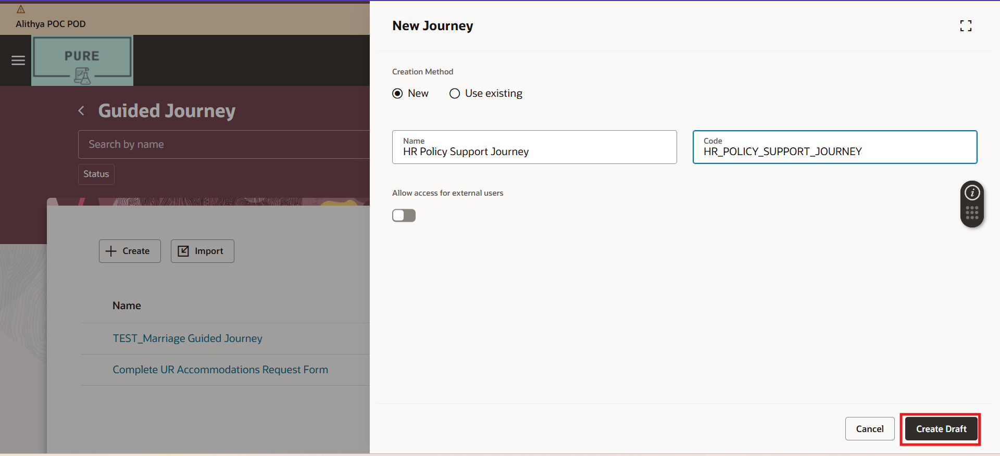 Alithya POC POD
PURE
Guided Journey
Search by name
Status
Create
Import
Name
TEST_Marriage Guided Journey
Complete UR Accommodations Request Form
New Journey
Creation Method
New
Use existing
Name
HR Policy Support Journey
Code
HR_POLICY_SUPPORT_JOURNEY
Allow access for external users
Cancel
Create Draft